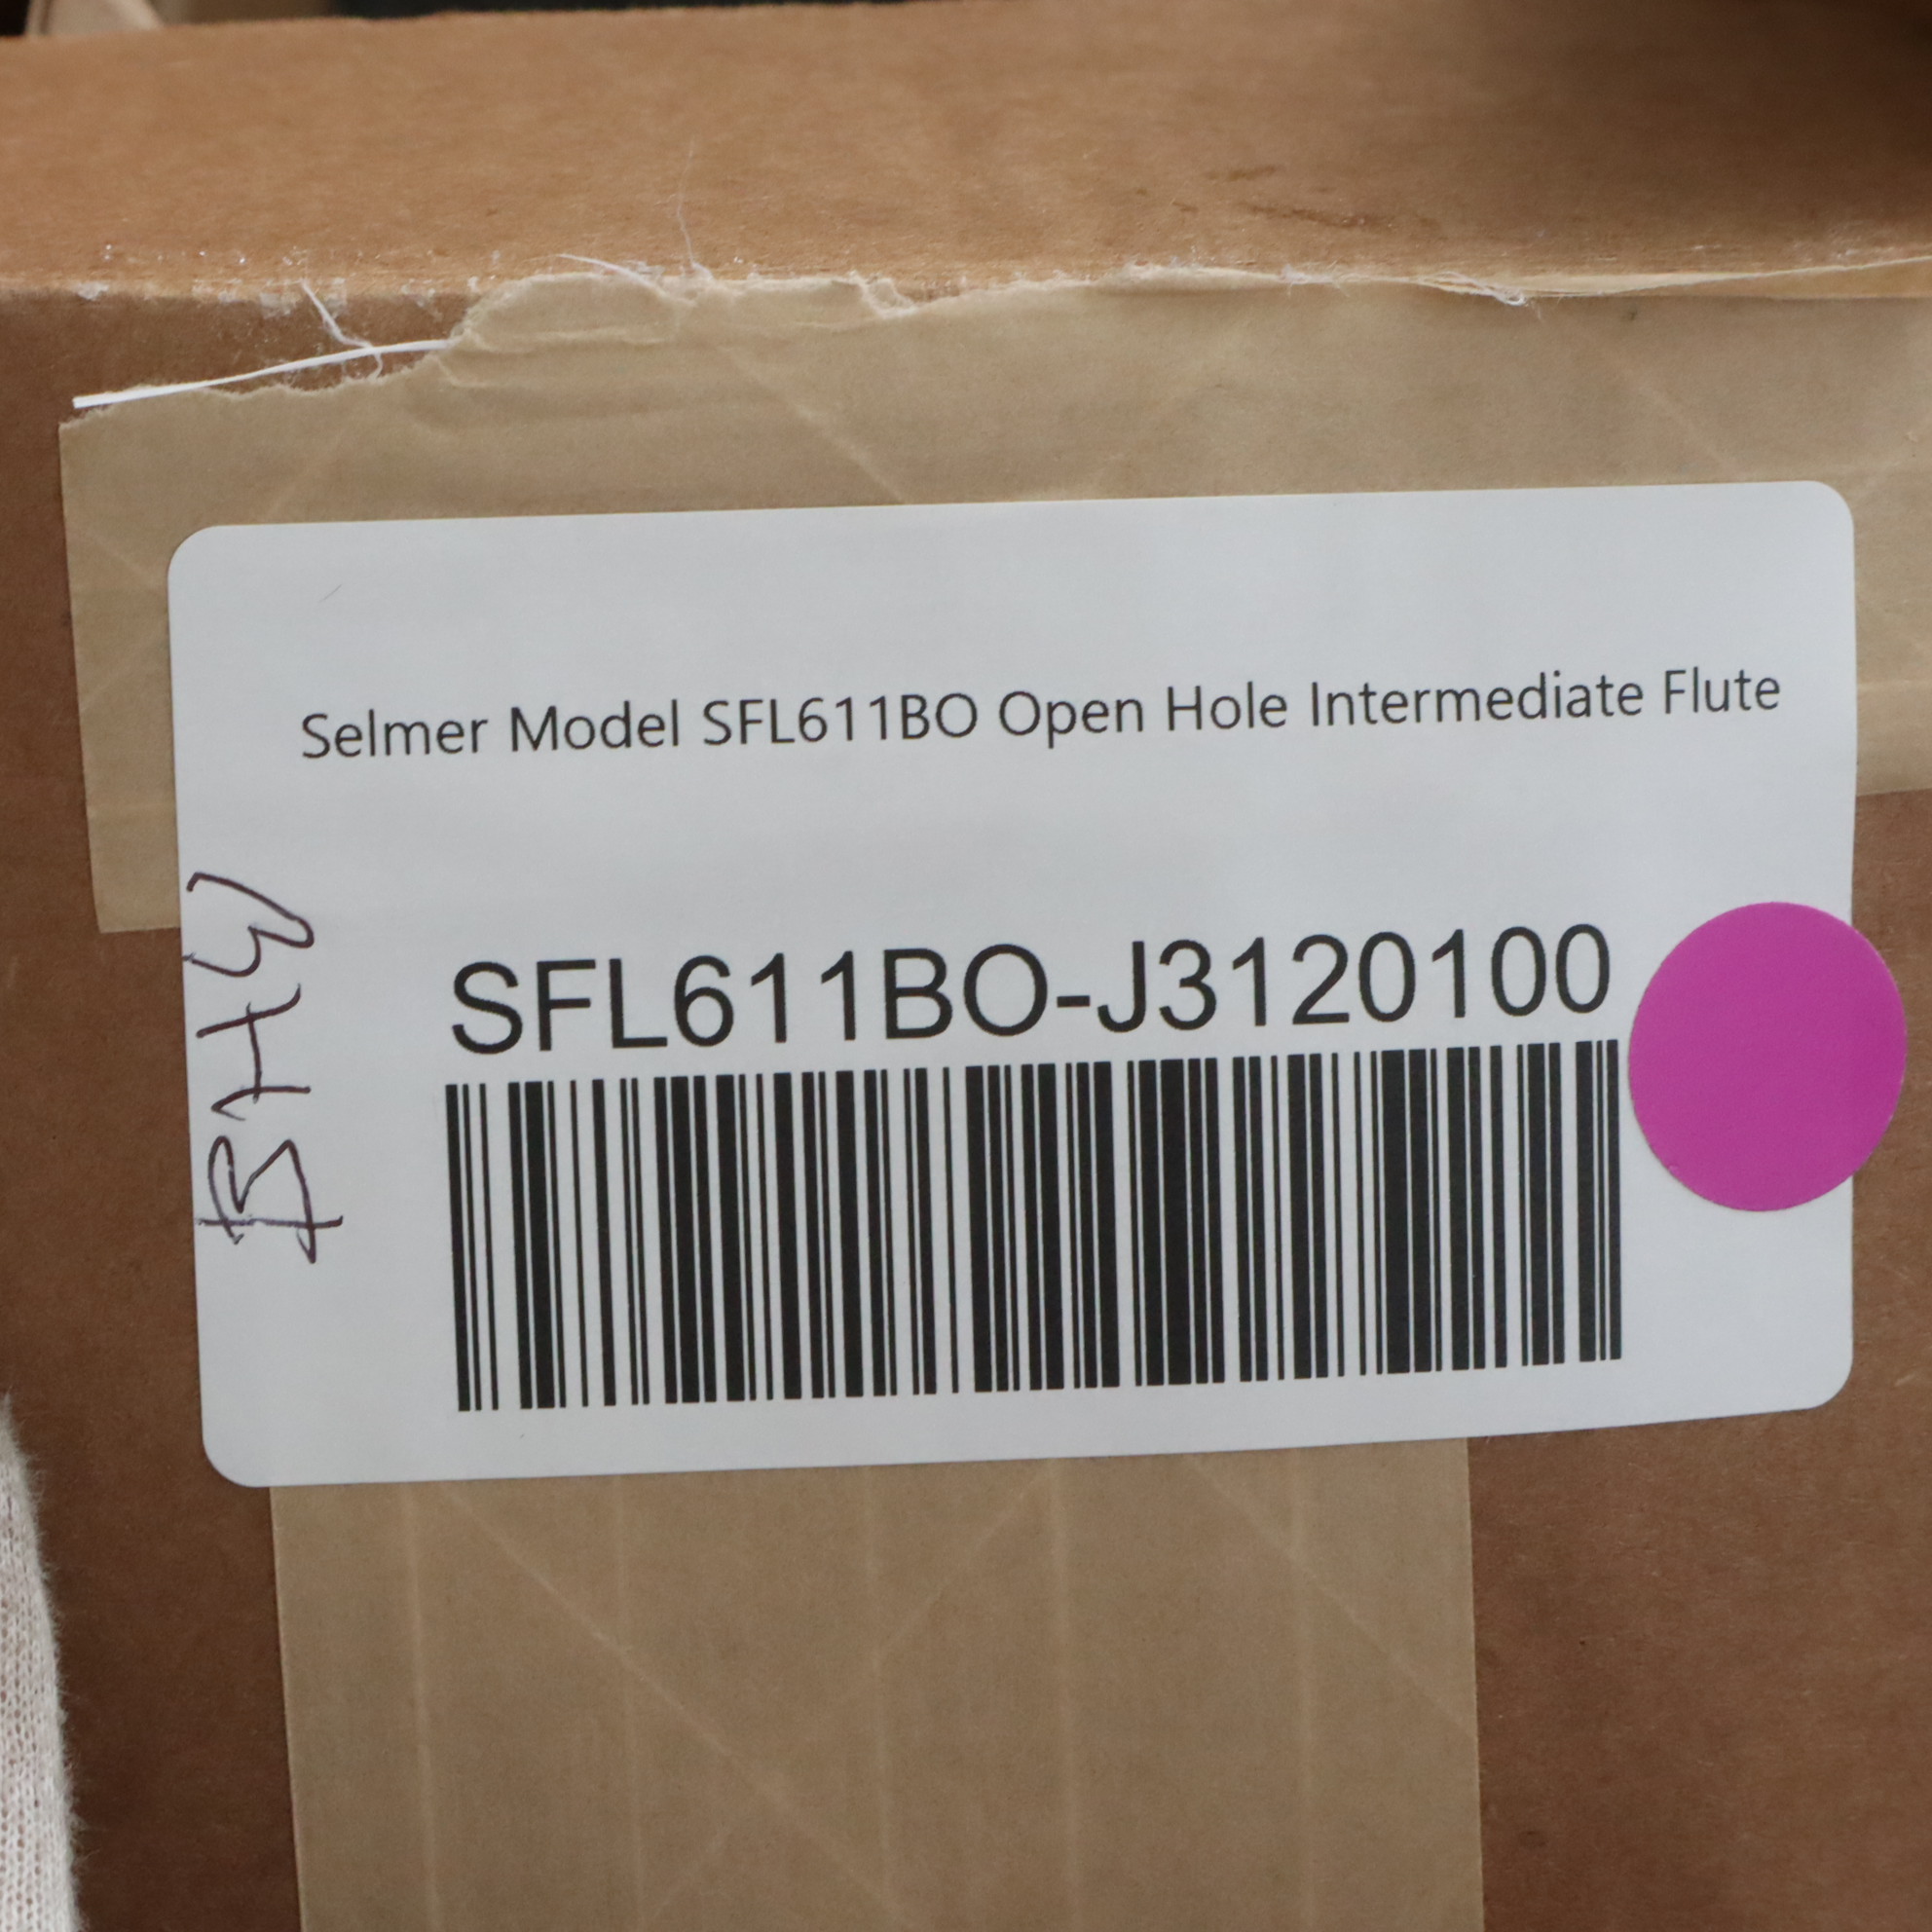 Selmer Model SFL611BO Open Hole Intermediate Flute
SFL611BO-J3120100